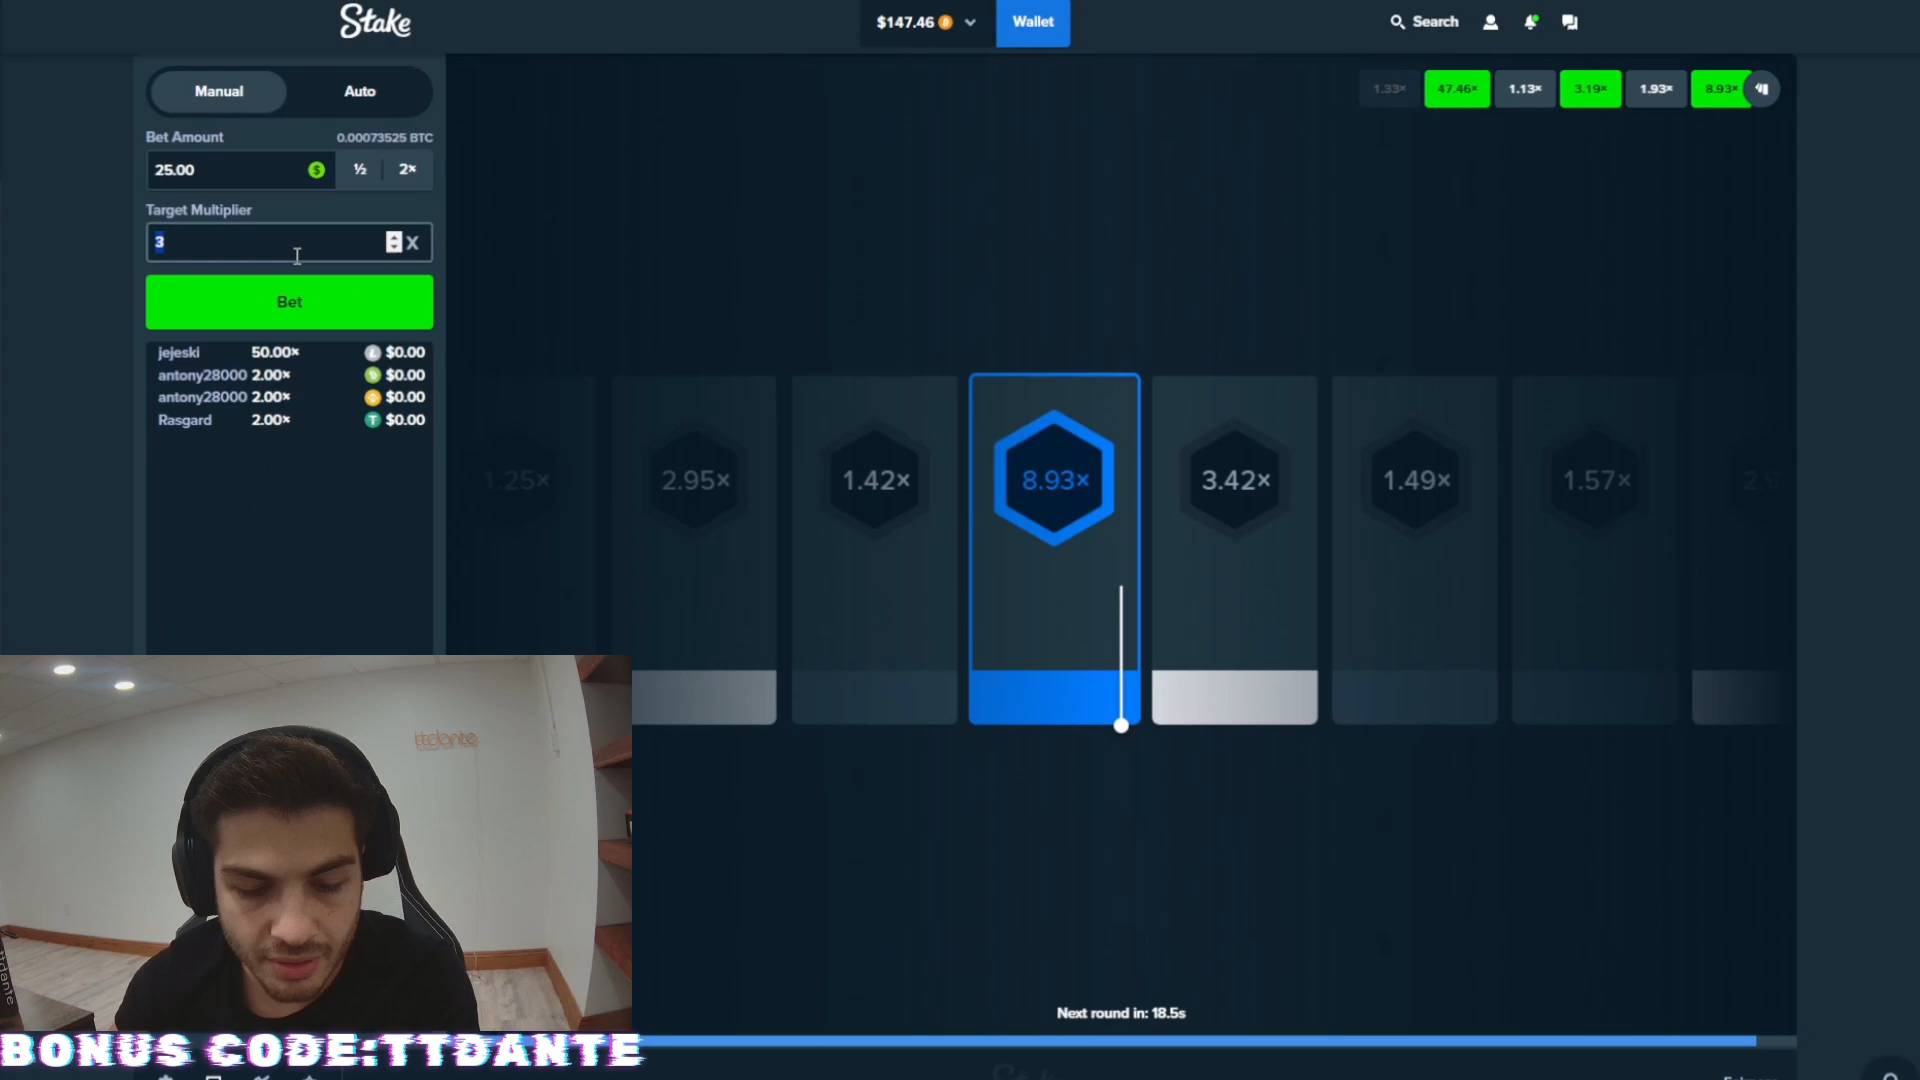 Stake
$147.46
Wallet
Search
Manual
Auto
1.33×
47.46×
1.13×
3.19×
1.93×
8.93×
Bet Amount
0.00073525 BTC
25.00
½
2×
Target Multiplier
3
X
Bet
jejeski 50.00× $0.00
antony28000 2.00× $0.00
antony28000 2.00× $0.00
Rasgard 2.00× $0.00
1.25×
2.95×
1.42×
8.93×
3.42×
1.49×
1.57×
ttdante
ttdante
Next round in: 18.5s
BONUS CODE:TTDANTE